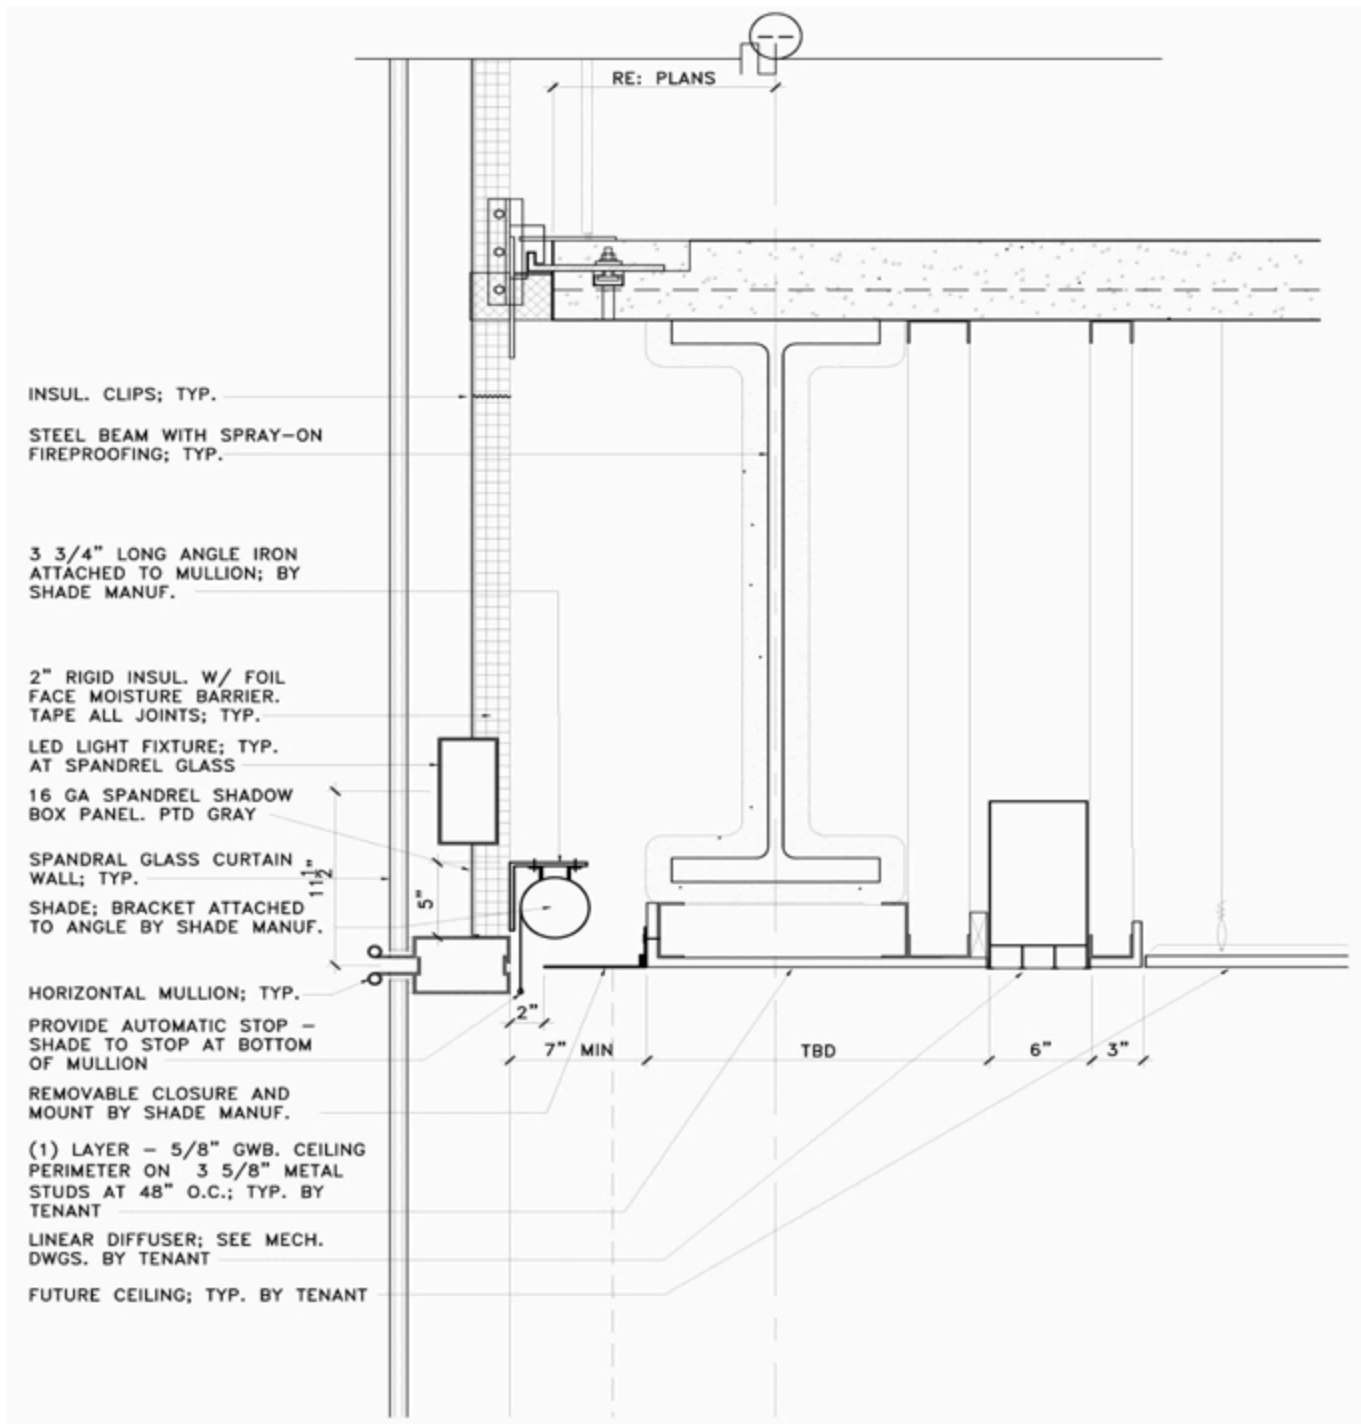 RE: PLANS
INSUL. CLIPS; TYP.
STEEL BEAM WITH SPRAY-ON
FIREPROOFING; TYP.
3 3/4" LONG ANGLE IRON
ATTACHED TO MULLION; BY
SHADE MANUF.
2" RIGID INSUL. W/ FOIL
FACE MOISTURE BARRIER.
TAPE ALL JOINTS; TYP.
LED LIGHT FIXTURE; TYP.
AT SPANDREL GLASS
16 GA SPANDREL SHADOW
BOX PANEL. PTD GRAY
SPANDRAL GLASS CURTAIN
WALL; TYP.
11 1/2"
5"
SHADE; BRACKET ATTACHED
TO ANGLE BY SHADE MANUF.
HORIZONTAL MULLION; TYP.
2"
PROVIDE AUTOMATIC STOP –
SHADE TO STOP AT BOTTOM
OF MULLION
7" MIN
TBD
6"
3"
REMOVABLE CLOSURE AND
MOUNT BY SHADE MANUF.
(1) LAYER – 5/8" GWB. CEILING
PERIMETER ON 3 5/8" METAL
STUDS AT 48" O.C.; TYP. BY
TENANT
LINEAR DIFFUSER; SEE MECH.
DWGS. BY TENANT
FUTURE CEILING; TYP. BY TENANT